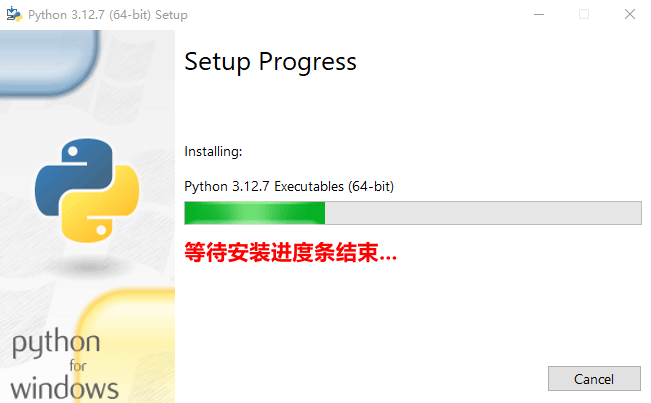 Python 3.12.7 (64-bit) Setup
Setup Progress
Installing:
Python 3.12.7 Executables (64-bit)
等待安装进度条结束...
python
for
windows
Cancel